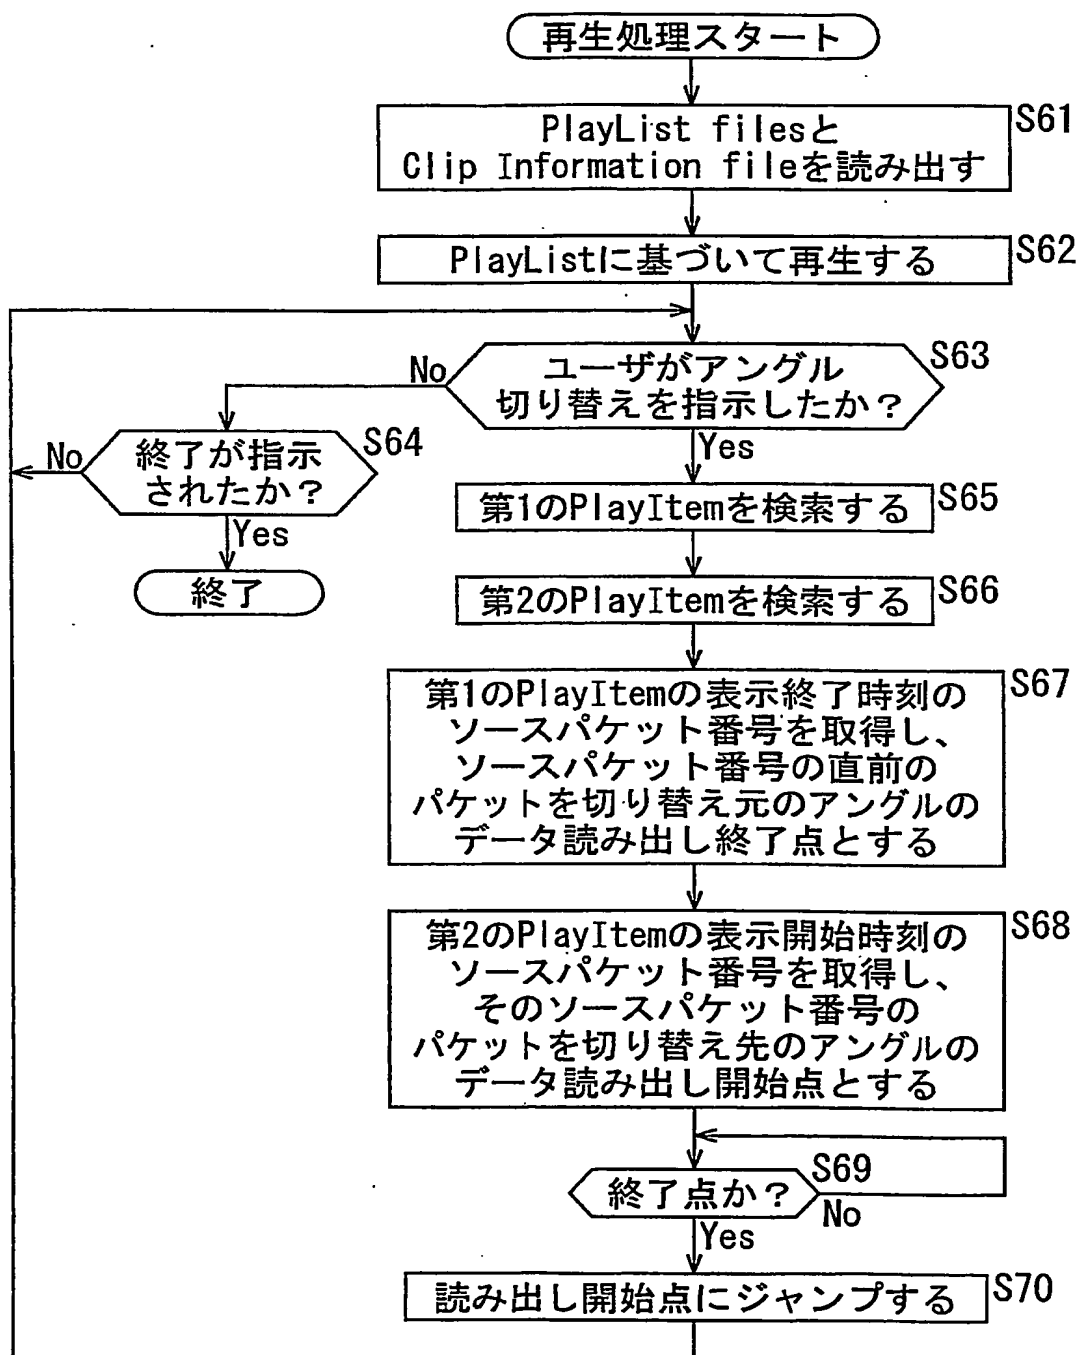 再生処理スタート
S61
PlayList filesと
Clip Information fileを読み出す
S62
PlayListに基づいて再生する
S63
ユーザがアングル
切り替えを指示したか？
No
Yes
S64
終了が指示
されたか？
No
Yes
終了
S65
第1のPlayItemを検索する
S66
第2のPlayItemを検索する
S67
第1のPlayItemの表示終了時刻の
ソースパケット番号を取得し、
ソースパケット番号の直前の
パケットを切り替え元のアングルの
データ読み出し終了点とする
S68
第2のPlayItemの表示開始時刻の
ソースパケット番号を取得し、
そのソースパケット番号の
パケットを切り替え先のアングルの
データ読み出し開始点とする
S69
終了点か？
No
Yes
S70
読み出し開始点にジャンプする